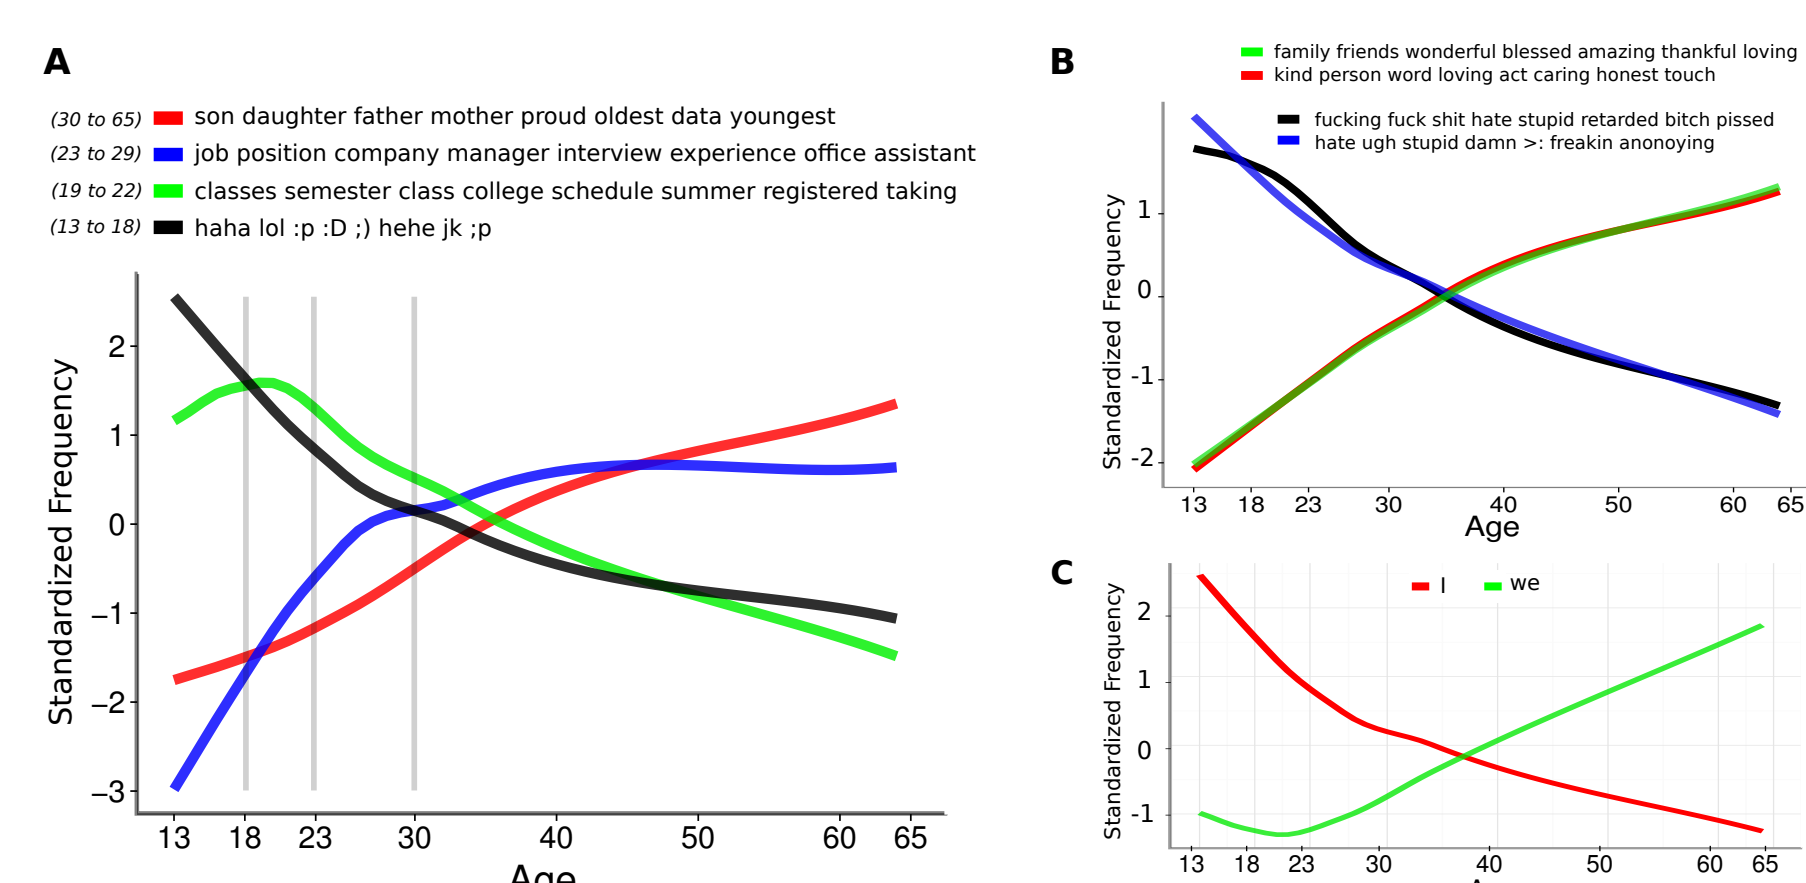 A
(30 to 65) son daughter father mother proud oldest data youngest
(23 to 29) job position company manager interview experience office assistant
(19 to 22) classes semester class college schedule summer registered taking
(13 to 18) haha lol :p :D ;) hehe jk ;p
Standardized Frequency
2
1
0
−1
−2
−3
13 18 23 30 40 50 60 65
Age
B
family friends wonderful blessed amazing thankful loving
kind person word loving act caring honest touch
fucking fuck shit hate stupid retarded bitch pissed
hate ugh stupid damn >: freakin anonoying
Standardized Frequency
1
0
-1
-2
13 18 23 30 40 50 60 65
Age
C
I we
Standardized Frequency
2
1
0
-1
13 18 23 30 40 50 60 65